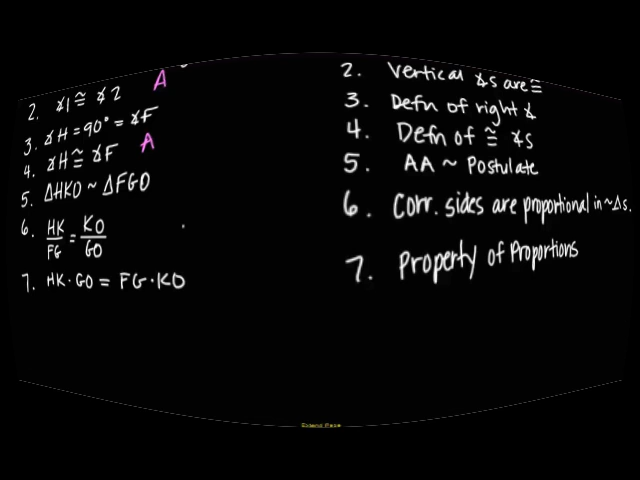 2. ∡1 ≅ ∡2 A
3. ∡H = 90° = ∡F
4. ∡H ≅ ∡F A
5. ΔHKO ~ ΔFGO
6. HK/FG = KO/GO
7. HK · GO = FG · KO
2. Vertical ∡s are ≅
3. Defn of right ∡
4. Defn of ≅ ∡s
5. AA ~ Postulate
6. Corr. sides are proportional in ~ Δs.
7. Property of Proportions